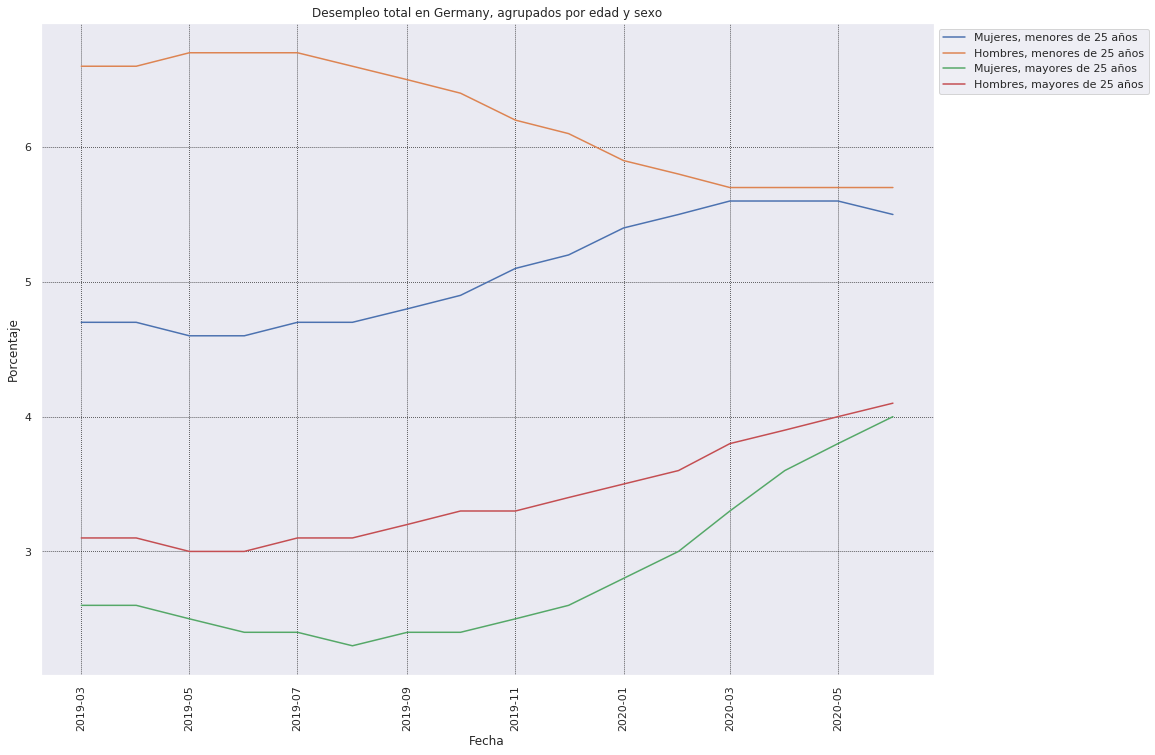 Desempleo total en Germany, agrupados por edad y sexo
Mujeres, menores de 25 años
Hombres, menores de 25 años
Mujeres, mayores de 25 años
Hombres, mayores de 25 años
Porcentaje
6
5
4
3
2019-03
2019-05
2019-07
2019-09
2019-11
2020-01
2020-03
2020-05
Fecha